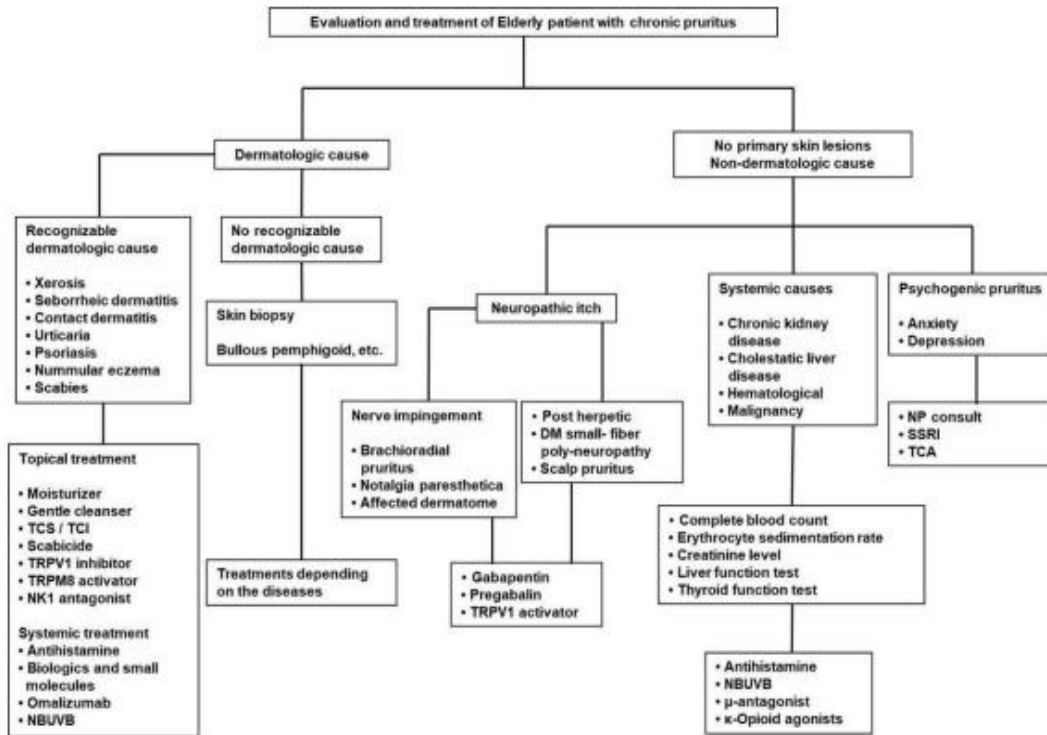 Evaluation and treatment of Elderly patient with chronic pruritus
Dermatologic cause
No primary skin lesions
Non-dermatologic cause
Recognizable
dermatologic cause
• Xerosis
• Seborrheic dermatitis
• Contact dermatitis
• Urticaria
• Psoriasis
• Nummular eczema
• Scabies
No recognizable
dermatologic cause
Skin biopsy
Bullous pemphigoid, etc.
Neuropathic itch
Systemic causes
• Chronic kidney
disease
• Cholestatic liver
disease
• Hematological
• Malignancy
Psychogenic pruritus
• Anxiety
• Depression
Nerve impingement
• Brachioradial
pruritus
• Notalgia paresthetica
• Affected dermatome
• Post herpetic
• DM small- fiber
poly-neuropathy
• Scalp pruritus
• NP consult
• SSRI
• TCA
Topical treatment
• Moisturizer
• Gentle cleanser
• TCS / TCI
• Scabicide
• TRPV1 inhibitor
• TRPM8 activator
• NK1 antagonist
Systemic treatment
• Antihistamine
• Biologics and small
molecules
• Omalizumab
• NBUVB
Treatments depending
on the diseases
• Gabapentin
• Pregabalin
• TRPV1 activator
• Complete blood count
• Erythrocyte sedimentation rate
• Creatinine level
• Liver function test
• Thyroid function test
• Antihistamine
• NBUVB
• μ-antagonist
• κ-Opioid agonists